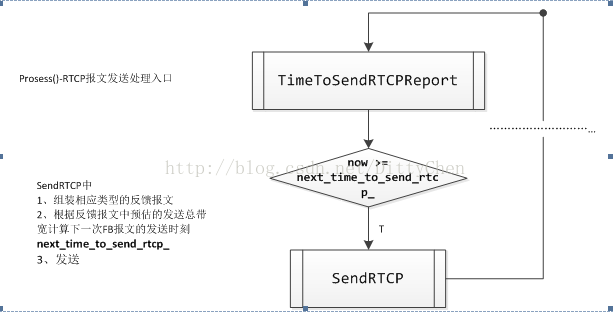 Prosess()-RTCP报文发送处理入口
TimeToSendRTCPReport
now >=
next_time_to_send_rtc
p_
http://blog.csdn.net/DittyChen
T
SendRTCP中
1、组装相应类型的反馈报文
2、根据反馈报文中预估的发送总带
宽计算下一次FB报文的发送时刻
next_time_to_send_rtcp_
3、发送
SendRTCP